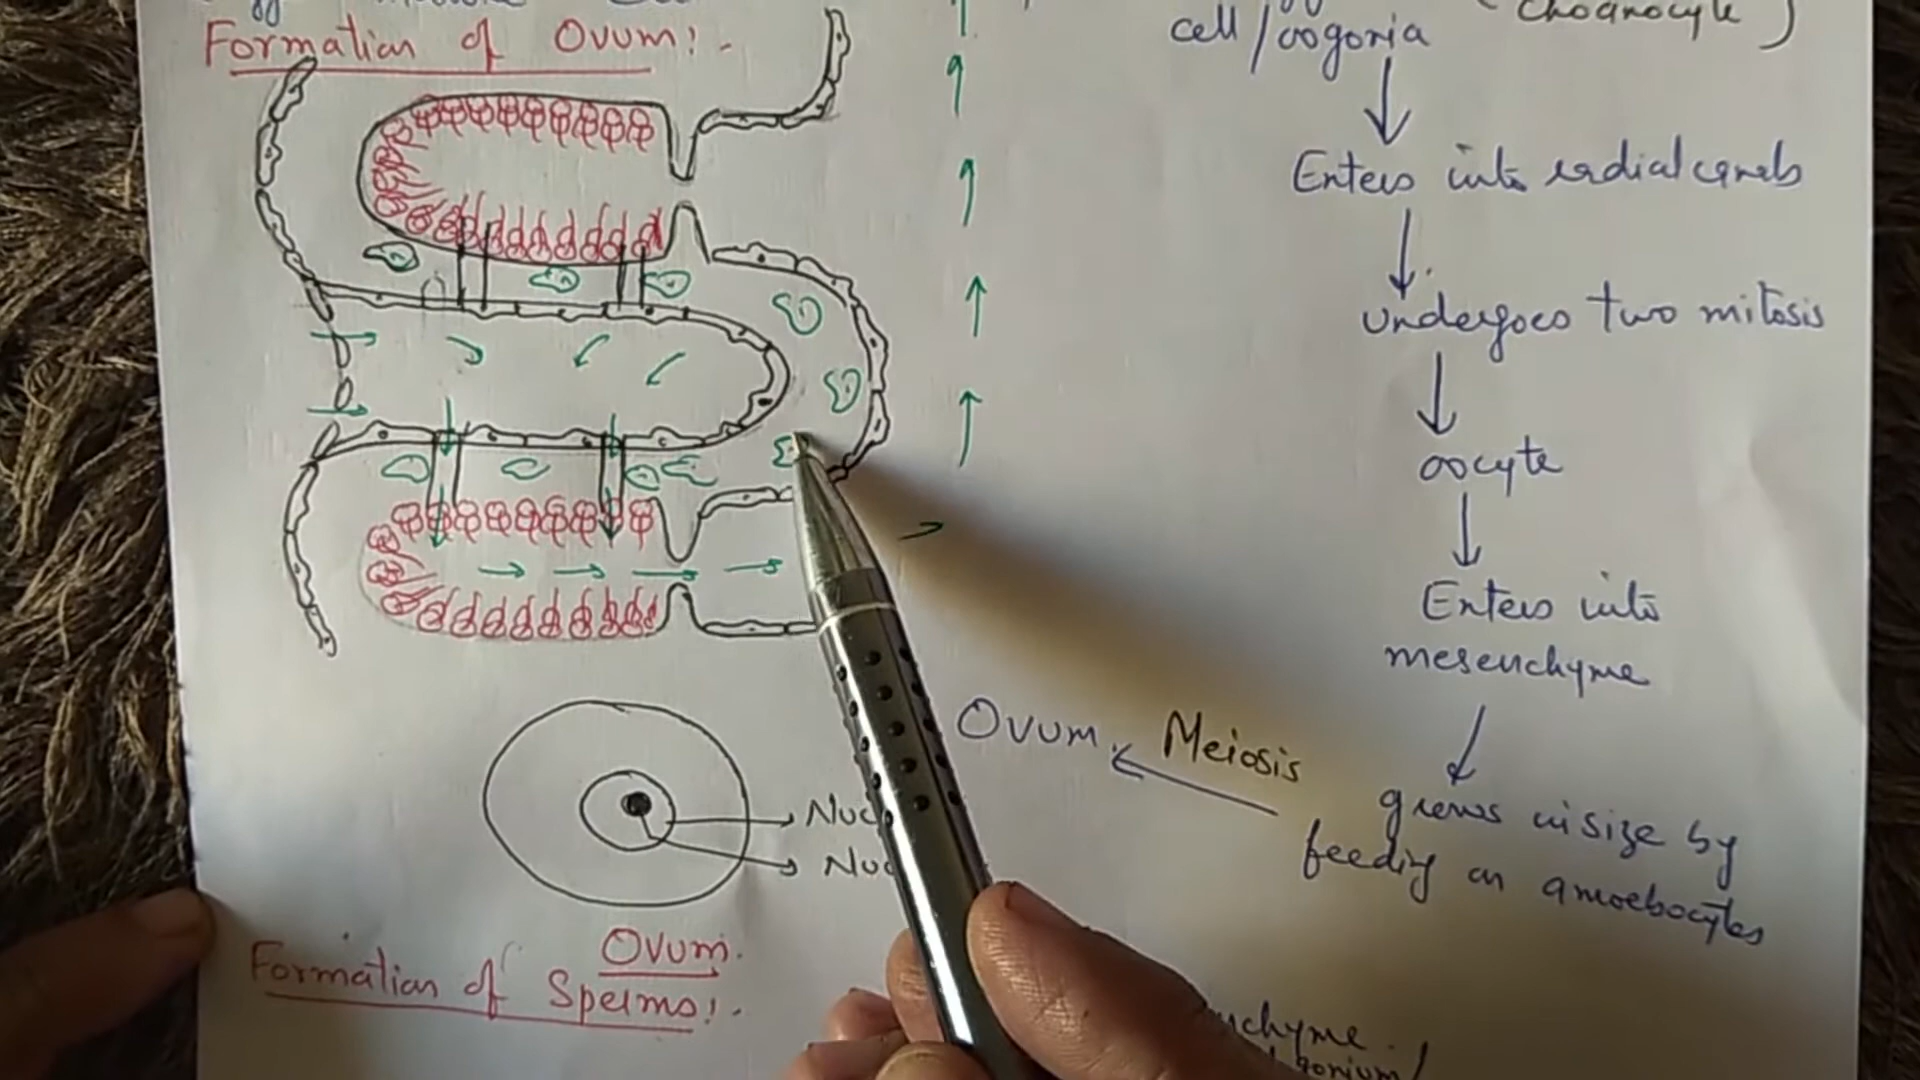 Formation of Ovum:-
Choanocyte )
cell/oogonia
Enters into radial canals
undergoes two mitosis
oocyte
Enters into
mesenchyme
grows in size by
feeding on amoebocytes
Meiosis
Ovum.
Ovum.
Formation of Sperms:-